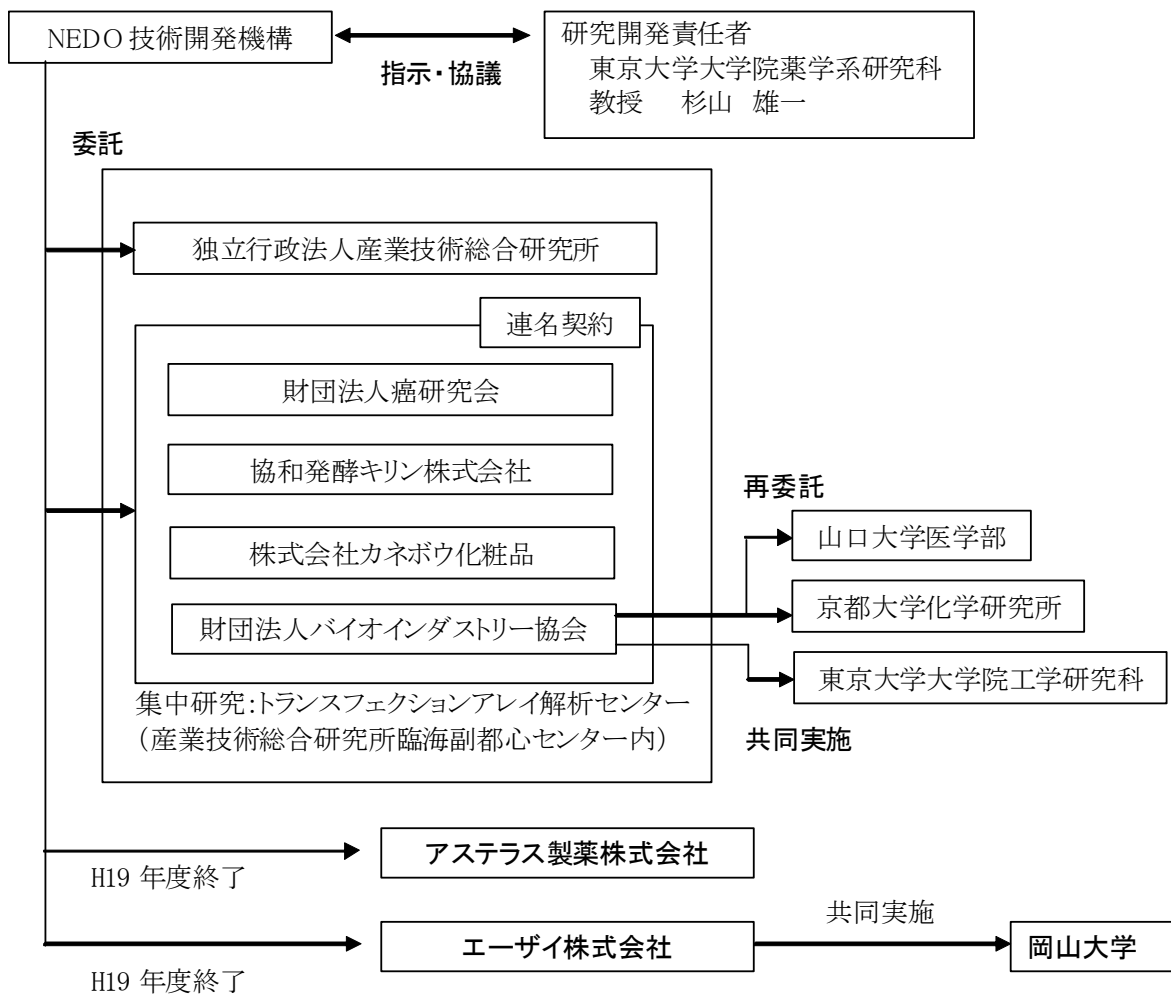 NEDO 技術開発機構
指示・協議
研究開発責任者
東京大学大学院薬学系研究科
教授 杉山 雄一
委託
独立行政法人産業技術総合研究所
連名契約
財団法人癌研究会
協和発酵キリン株式会社
株式会社カネボウ化粧品
財団法人バイオインダストリー協会
再委託
山口大学医学部
京都大学化学研究所
東京大学大学院工学研究科
共同実施
集中研究:トランスフェクションアレイ解析センター
（産業技術総合研究所臨海副都心センター内）
アステラス製薬株式会社
H19 年度終了
エーザイ株式会社
共同実施
岡山大学
H19 年度終了